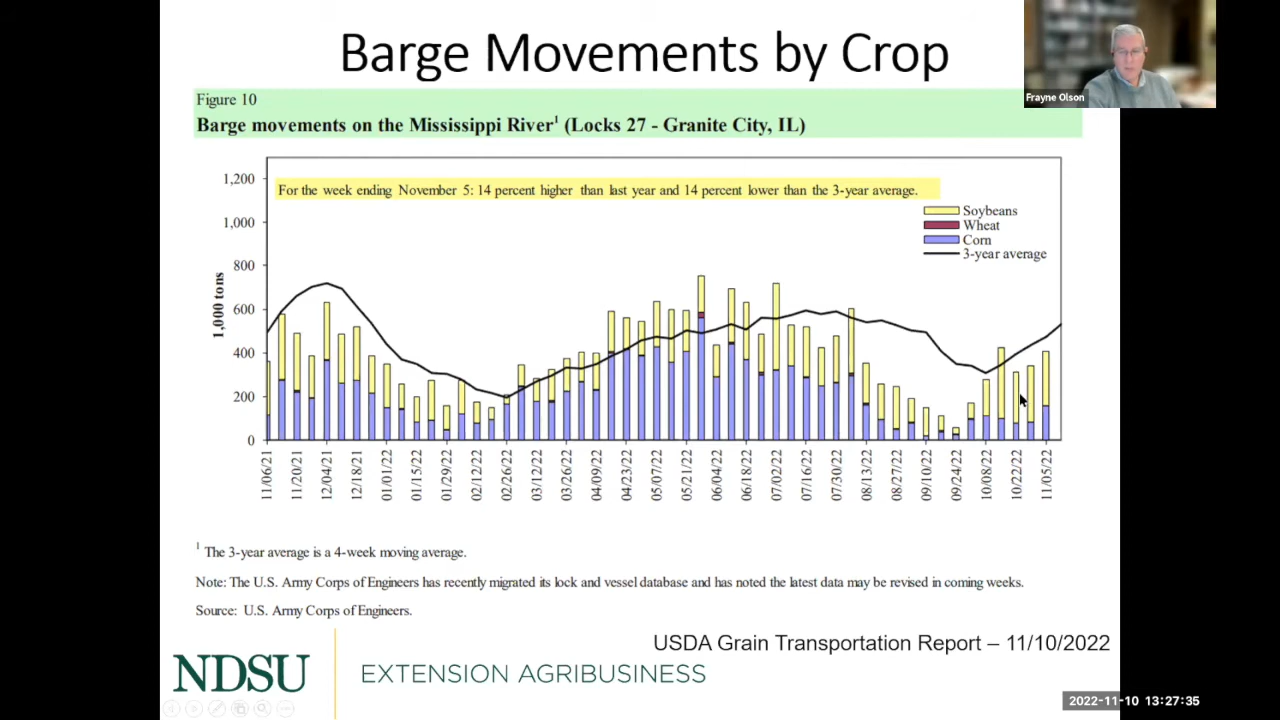 Barge Movements by Crop
Frayne Olson
Figure 10
Barge movements on the Mississippi River¹ (Locks 27 - Granite City, IL)
For the week ending November 5: 14 percent higher than last year and 14 percent lower than the 3-year average.
Soybeans
Wheat
Corn
3-year average
1,000 tons
1,200
1,000
800
600
400
200
0
11/06/21
11/20/21
12/04/21
12/18/21
01/01/22
01/15/22
01/29/22
02/12/22
02/26/22
03/12/22
03/26/22
04/09/22
04/23/22
05/07/22
05/21/22
06/04/22
06/18/22
07/02/22
07/16/22
07/30/22
08/13/22
08/27/22
09/10/22
09/24/22
10/08/22
10/22/22
11/05/22
¹ The 3-year average is a 4-week moving average.
Note: The U.S. Army Corps of Engineers has recently migrated its lock and vessel database and has noted the latest data may be revised in coming weeks.
Source: U.S. Army Corps of Engineers.
USDA Grain Transportation Report – 11/10/2022
NDSU EXTENSION AGRIBUSINESS
2022-11-10 13:27:35